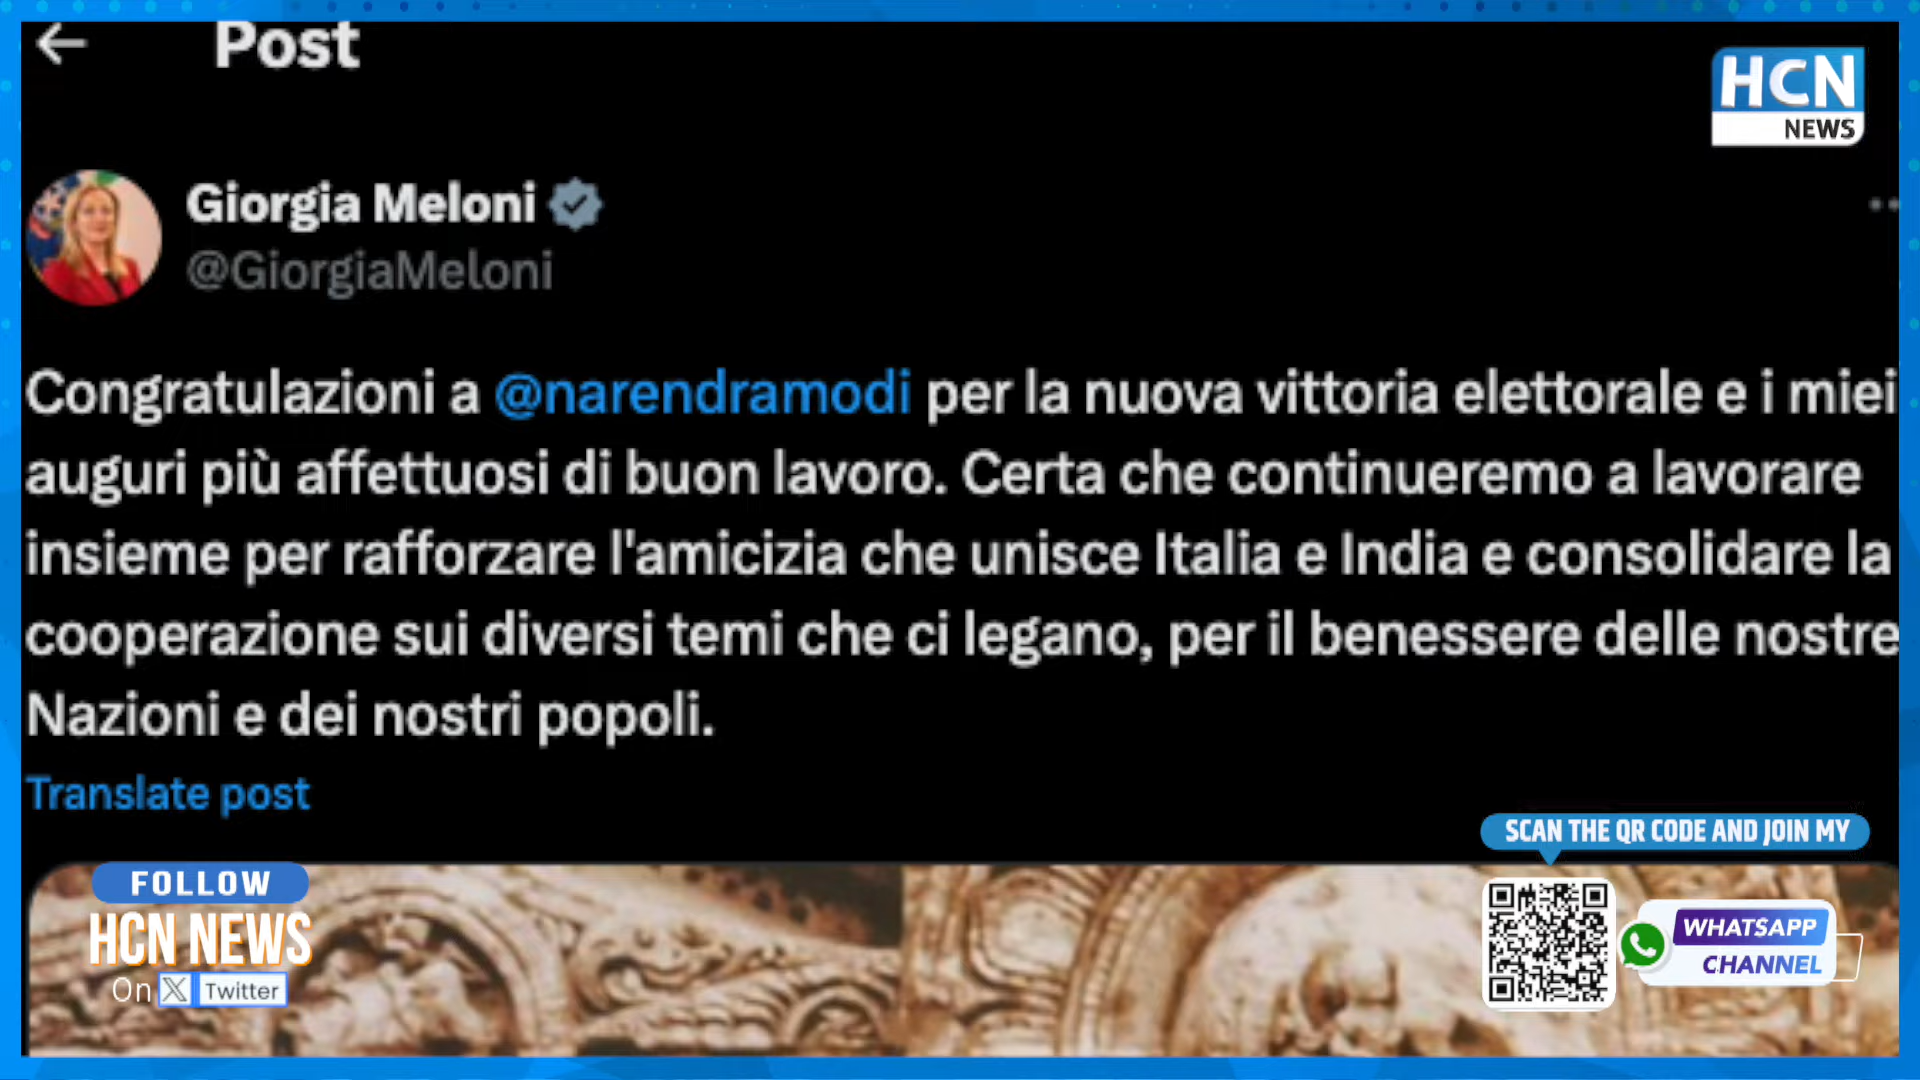 Post
HCN
NEWS
Giorgia Meloni
@GiorgiaMeloni
Congratulazioni a @narendramodi per la nuova vittoria elettorale e i miei
auguri più affettuosi di buon lavoro. Certa che continueremo a lavorare
insieme per rafforzare l'amicizia che unisce Italia e India e consolidare la
cooperazione sui diversi temi che ci legano, per il benessere delle nostre
Nazioni e dei nostri popoli.
Translate post
FOLLOW
HCN NEWS
On X Twitter
SCAN THE QR CODE AND JOIN MY
WHATSAPP
CHANNEL